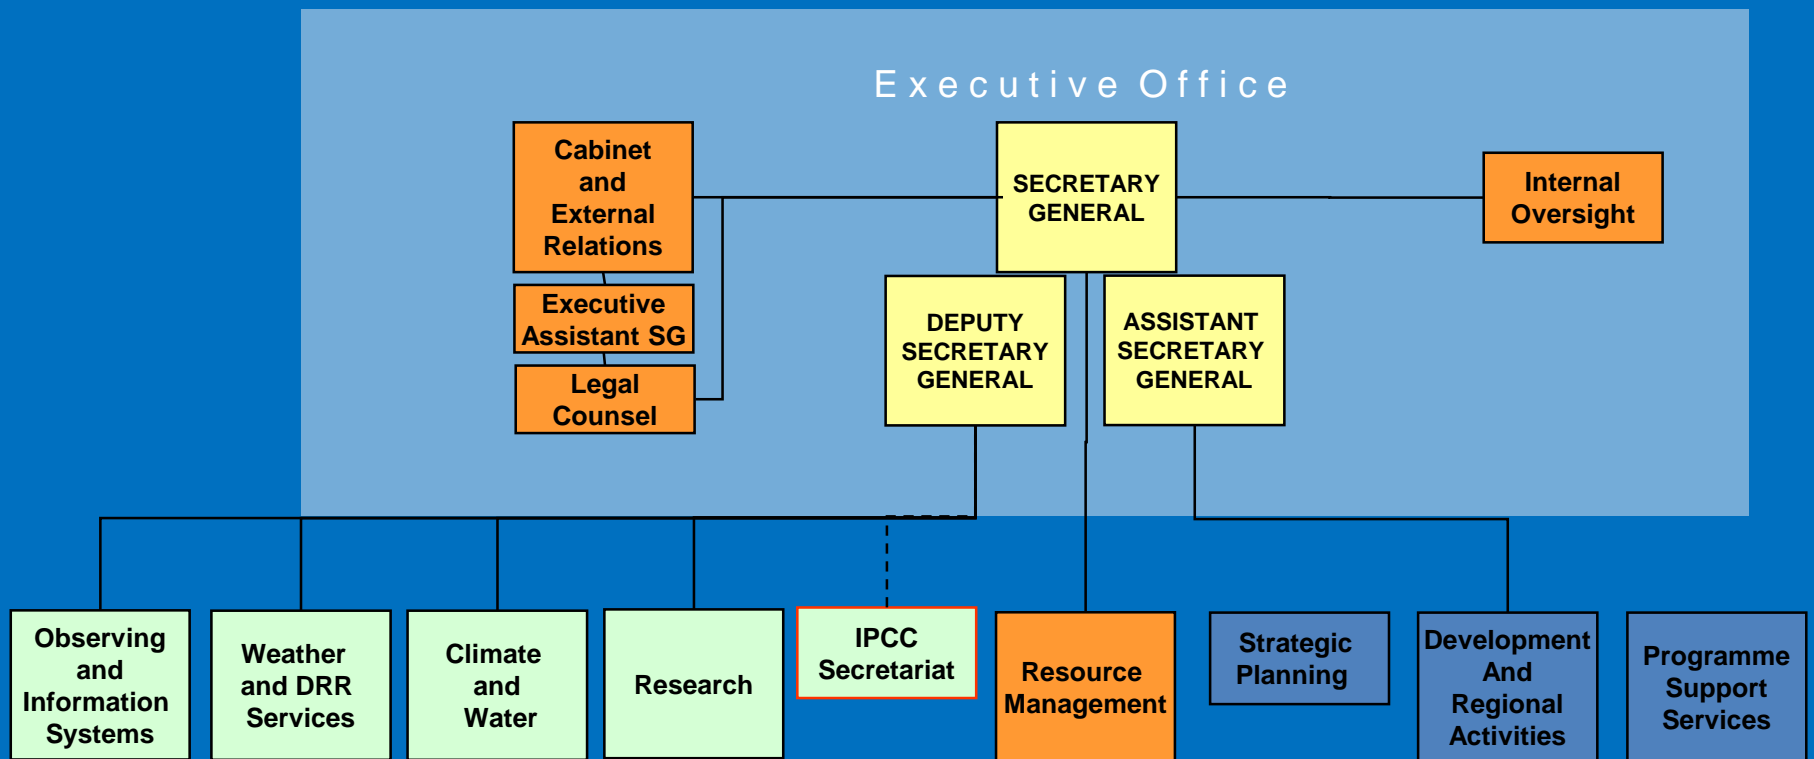 Executive Office
Cabinet
and
External
Relations
SECRETARY
GENERAL
Internal
Oversight
Executive
Assistant SG
Legal
Counsel
DEPUTY
SECRETARY
GENERAL
ASSISTANT
SECRETARY
GENERAL
Observing
and
Information
Systems
Weather
and DRR
Services
Climate
and
Water
Research
IPCC
Secretariat
Resource
Management
Strategic
Planning
Development
And
Regional
Activities
Programme
Support
Services